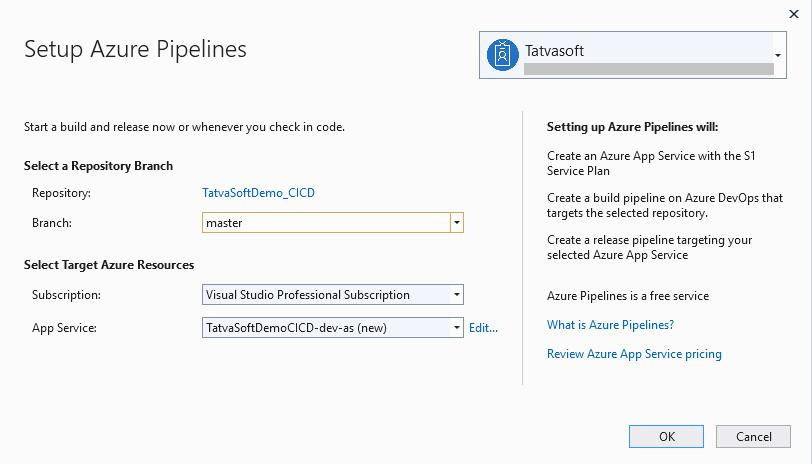 Setup Azure Pipelines
Tatvasoft
Start a build and release now or whenever you check in code.
Select a Repository Branch
Repository: TatvaSoftDemo_CICD
Branch: master
Select Target Azure Resources
Subscription: Visual Studio Professional Subscription
App Service: TatvaSoftDemoCICD-dev-as (new) Edit...
Setting up Azure Pipelines will:
Create an Azure App Service with the S1
Service Plan
Create a build pipeline on Azure DevOps that
targets the selected repository.
Create a release pipeline targeting your
selected Azure App Service
Azure Pipelines is a free service
What is Azure Pipelines?
Review Azure App Service pricing
OK Cancel